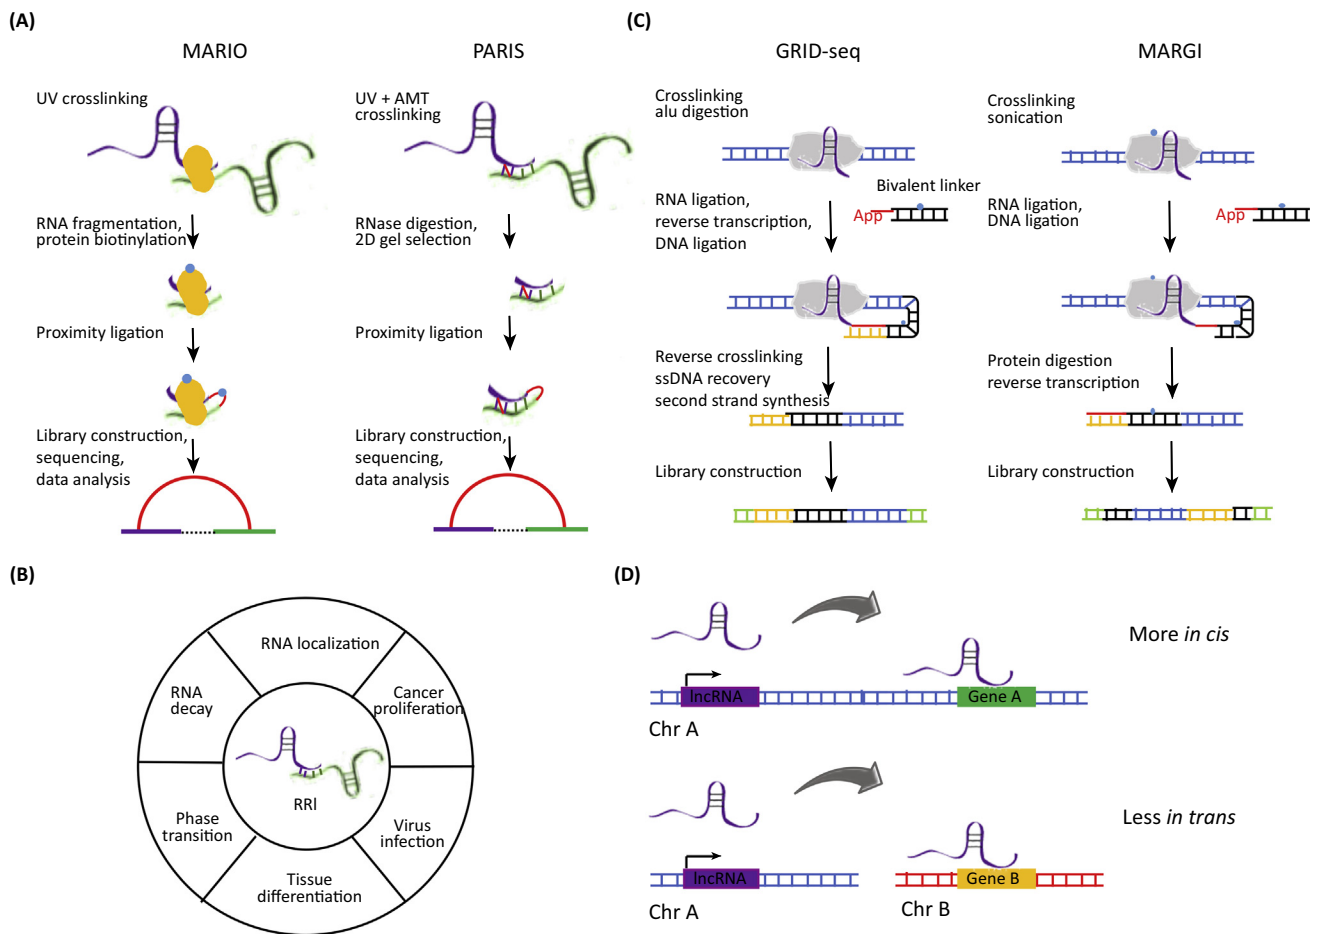 (A)
MARIO
PARIS
UV crosslinking
UV + AMT
crosslinking
RNA fragmentation,
protein biotinylation
RNase digestion,
2D gel selection
Proximity ligation
Proximity ligation
Library construction,
sequencing,
data analysis
Library construction,
sequencing,
data analysis
(C)
GRID-seq
MARGI
Crosslinking
alu digestion
Crosslinking
sonication
Bivalent linker
RNA ligation,
reverse transcription,
DNA ligation
App
RNA ligation,
DNA ligation
App
Reverse crosslinking
ssDNA recovery
second strand synthesis
Protein digestion
reverse transcription
Library construction
Library construction
(B)
RNA localization
RNA
decay
Cancer
proliferation
RRI
Phase
transition
Virus
infection
Tissue
differentiation
(D)
More in cis
lncRNA
Gene A
Chr A
Less in trans
lncRNA
Gene B
Chr A
Chr B